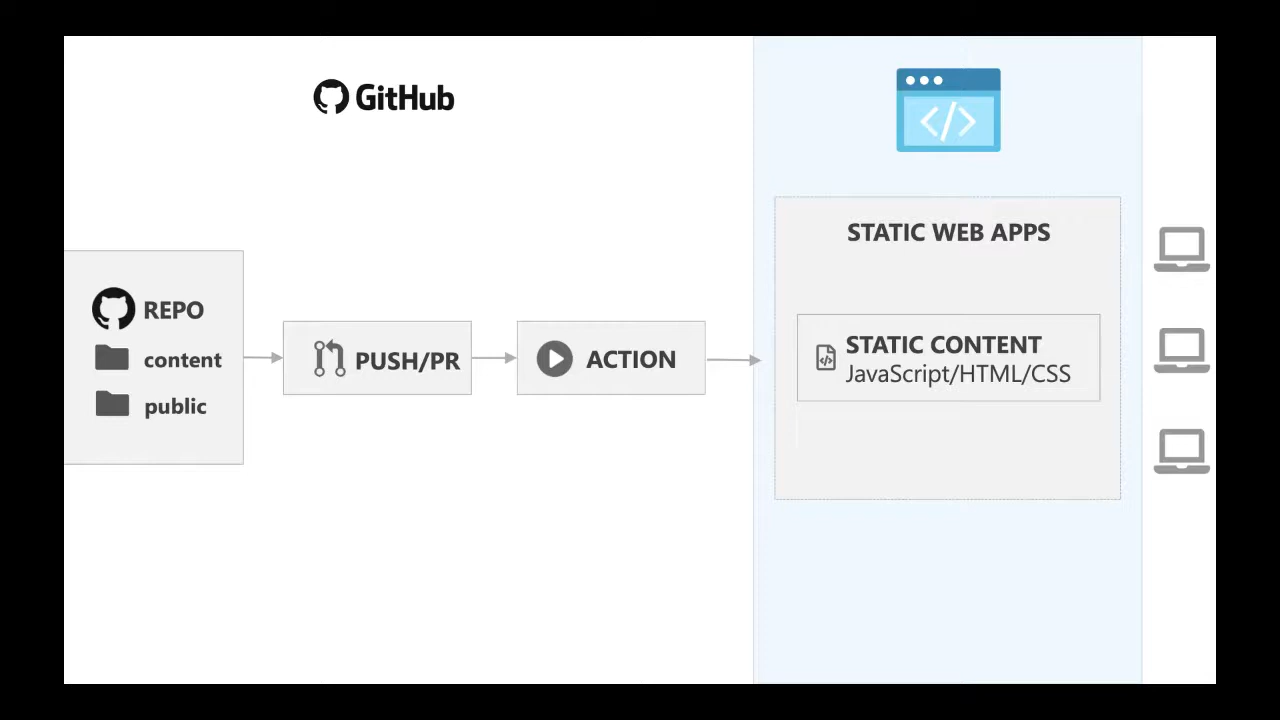 GitHub
REPO
content
public
PUSH/PR
ACTION
</>
STATIC WEB APPS
STATIC CONTENT
JavaScript/HTML/CSS